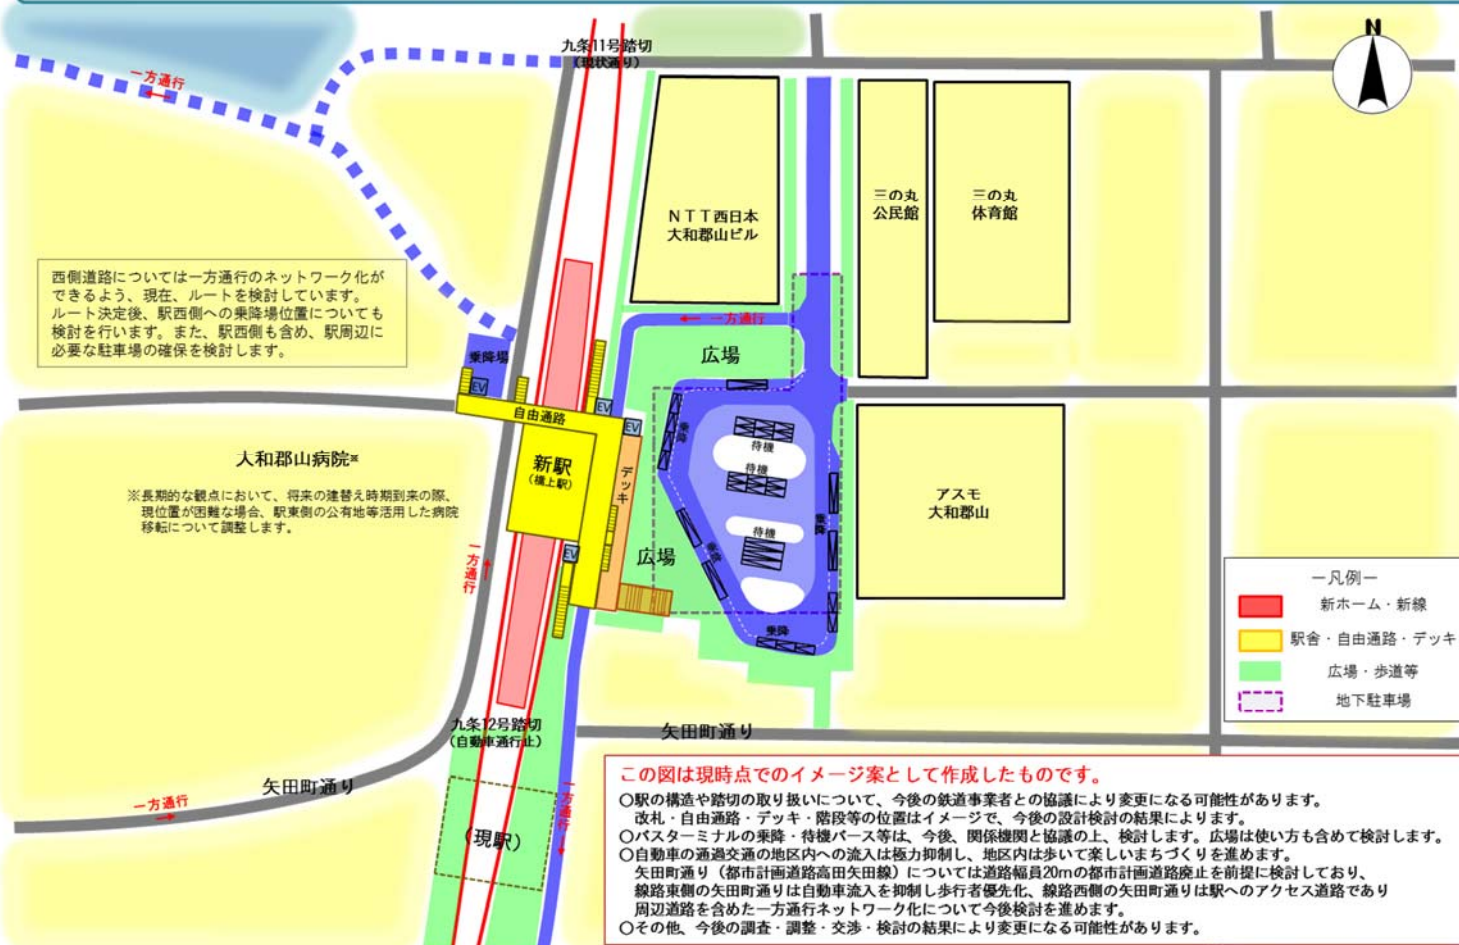 九条11号踏切
(現状通り)
N
一方通行
NTT西日本
大和郡山ビル
三の丸
公民館
三の丸
体育館
西側道路については一方通行のネットワーク化が
できるよう、現在、ルートを検討しています。
ルート決定後、駅西側への乗降場位置についても
検討を行います。また、駅西側も含め、駅周辺に
必要な駐車場の確保を検討します。
一方通行
広場
乗降場
EV
自由通路
EV
EV
乗降
待機
待機
新駅
(橋上駅)
デッキ
大和郡山病院※
※長期的な観点において、将来の建替え時期到来の際、
現位置が困難な場合、駅東側の公有地等活用した病院
移転について調整します。
アスモ
大和郡山
乗降
待機
広場
乗降
EV
一方通行
乗降
一凡例一
新ホーム・新線
駅舎・自由通路・デッキ
広場・歩道等
地下駐車場
九条12号踏切
(自動車通行止)
矢田町通り
矢田町通り
一方通行
一方通行
(現駅)
この図は現時点でのイメージ案として作成したものです。
○駅の構造や踏切の取り扱いについて、今後の鉄道事業者との協議により変更になる可能性があります。
改札・自由通路・デッキ・階段等の位置はイメージで、今後の設計検討の結果によります。
○バスターミナルの乗降・待機バース等は、今後、関係機関と協議の上、検討します。広場は使い方も含めて検討します。
○自動車の通過交通の地区内への流入は極力抑制し、地区内は歩いて楽しいまちづくりを進めます。
矢田町通り（都市計画道路高田矢田線）については道路幅員20mの都市計画道路廃止を前提に検討しており、
線路東側の矢田町通りは自動車流入を抑制し歩行者優先化、線路西側の矢田町通りは駅へのアクセス道路であり
周辺道路を含めた一方通行ネットワーク化について今後検討を進めます。
○その他、今後の調査・調整・交渉・検討の結果により変更になる可能性があります。